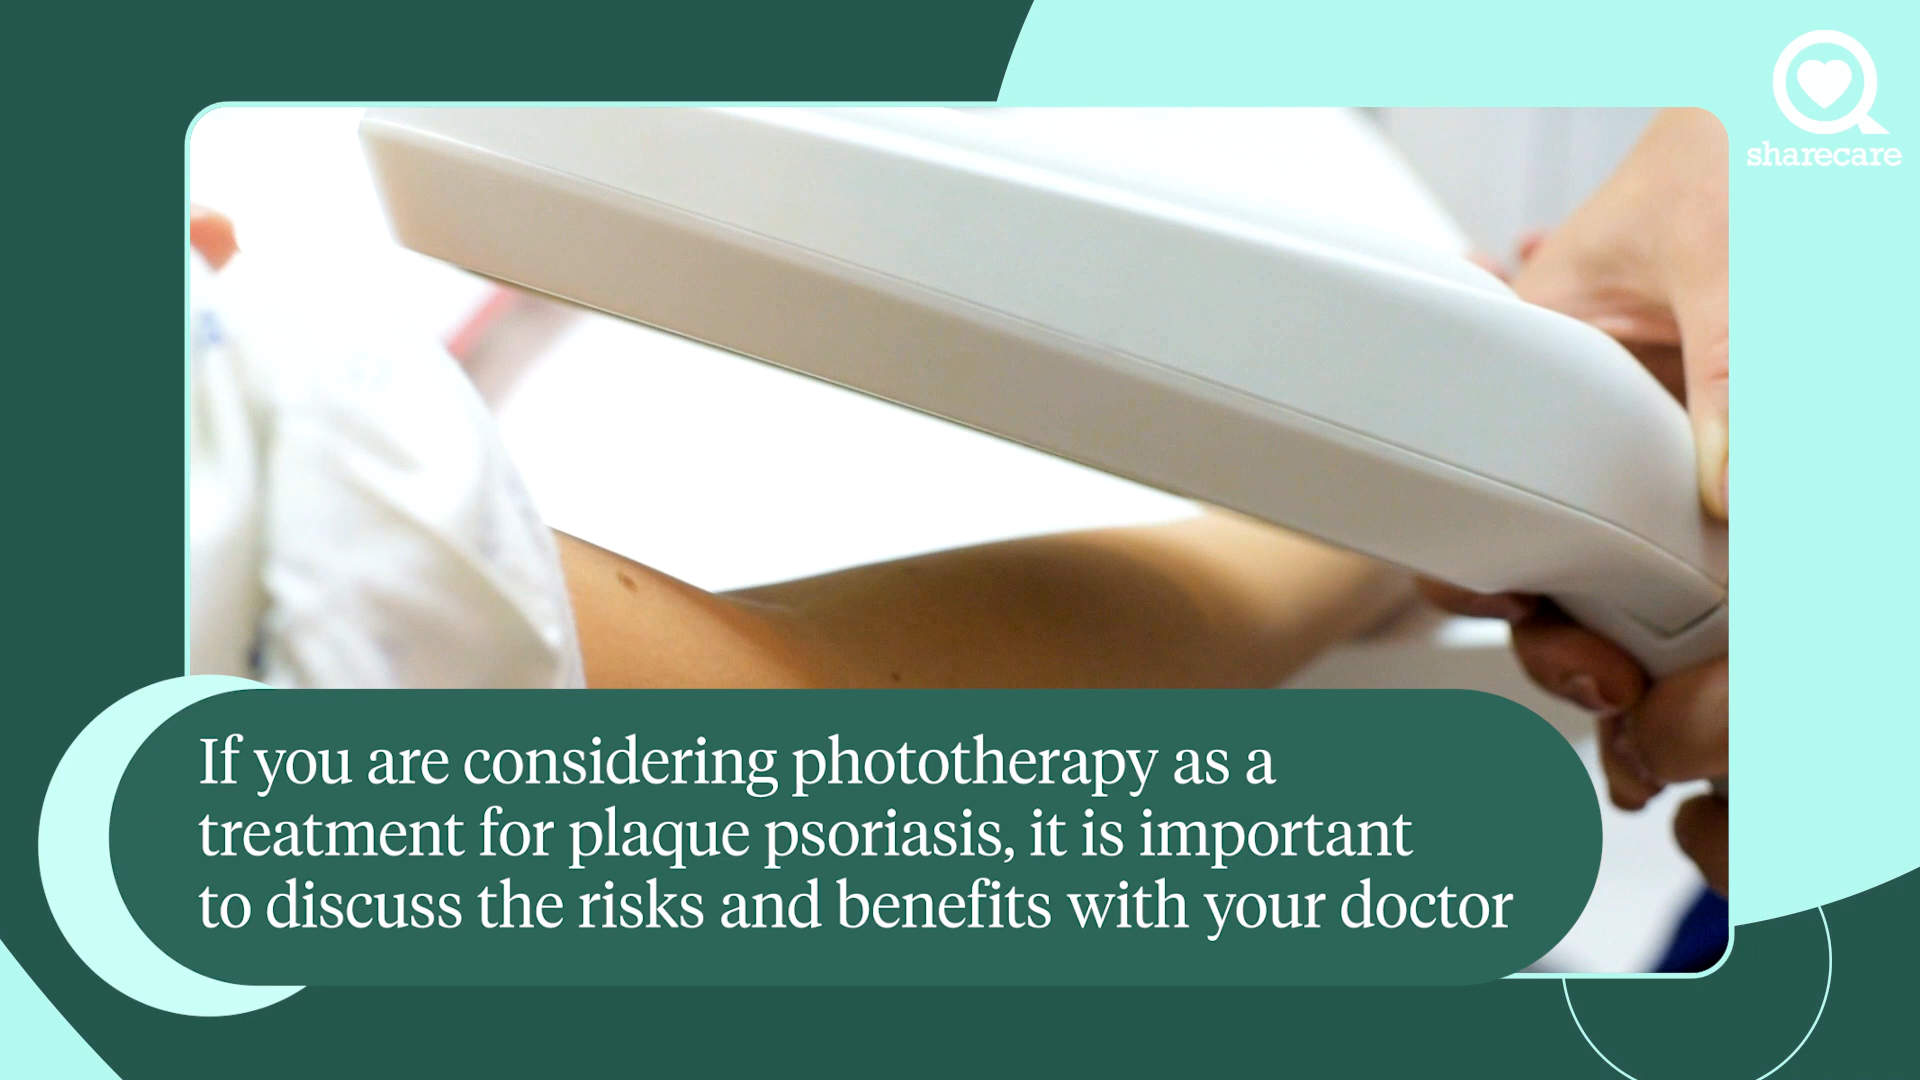 sharecare
If you are considering phototherapy as a
treatment for plaque psoriasis, it is important
to discuss the risks and benefits with your doctor